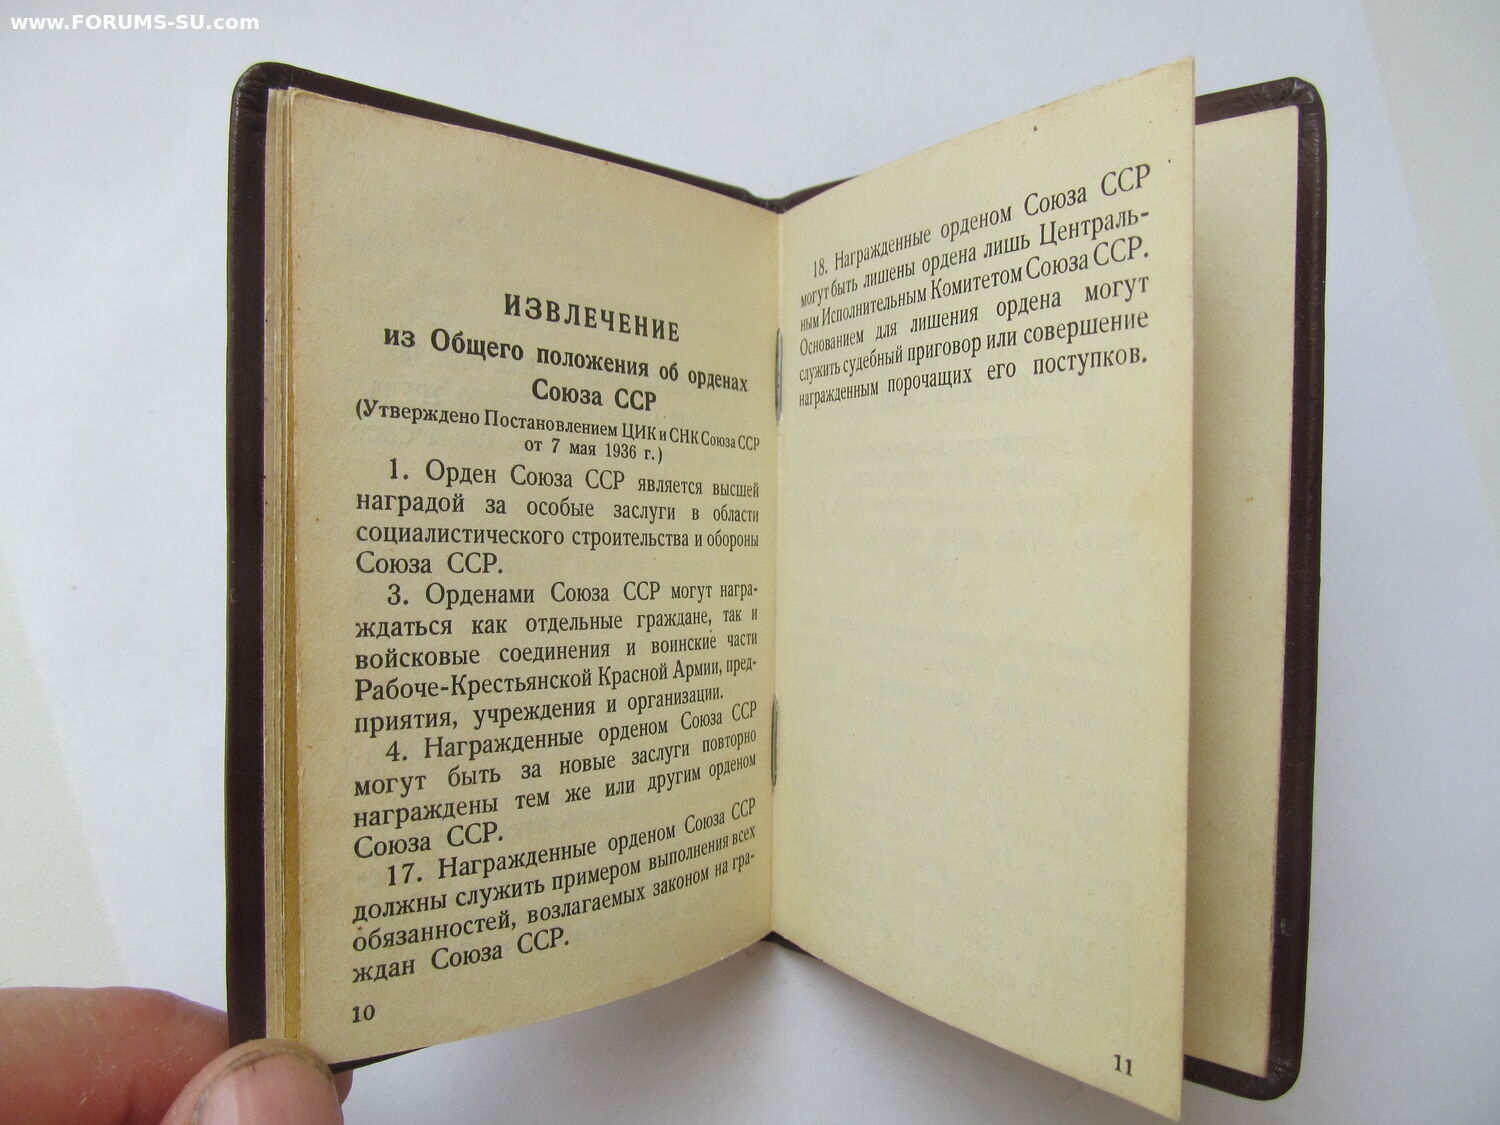 www.FORUMS-SU.com
ИЗВЛЕЧЕНИЕ
из Общего положения об орденах
Союза ССР
(Утверждено Постановлением ЦИК и СНК Союза ССР
от 7 мая 1936 г.)
1. Орден Союза ССР является высшей
наградой за особые заслуги в области
социалистического строительства и обороны
Союза ССР.
3. Орденами Союза ССР могут награ-
ждаться как отдельные граждане, так и
войсковые соединения и воинские части
Рабоче-Крестьянской Красной Армии, пред-
приятия, учреждения и организации.
4. Награжденные орденом Союза ССР
могут быть за новые заслуги повторно
награждены тем же или другим орденом
Союза ССР.
17. Награжденные орденом Союза ССР
должны служить примером выполнения всех
обязанностей, возлагаемых законом на гра-
ждан Союза ССР.
10
18. Награжденные орденом Союза ССР
могут быть лишены ордена лишь Централь-
ным Исполнительным Комитетом Союза ССР.
Основанием для лишения ордена могут
служить судебный приговор или совершение
награжденным порочащих его поступков.
11